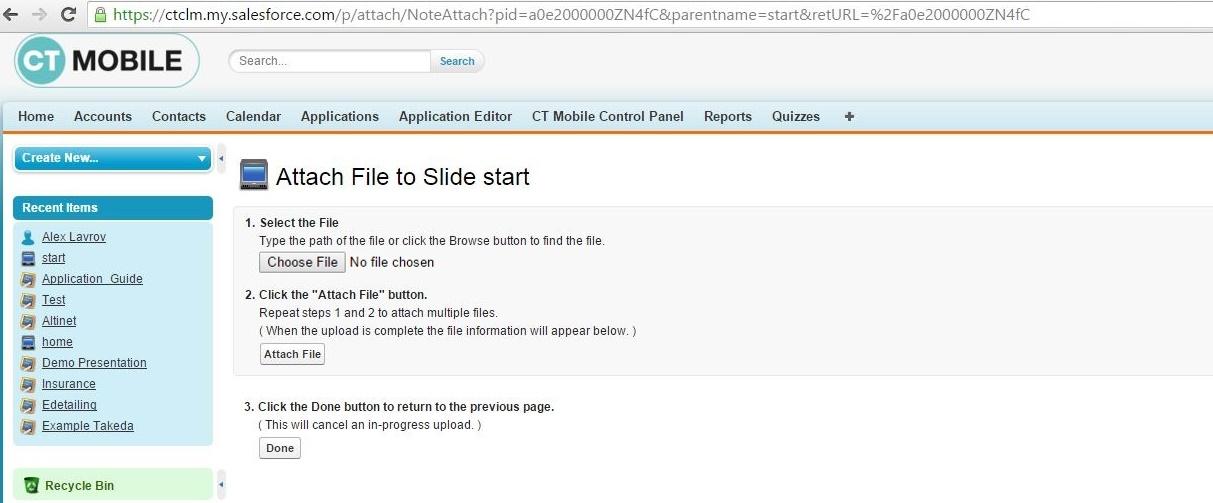 https://ctclm.my.salesforce.com/p/attach/NoteAttach?pid=a0e2000000ZN4fC&parentname=start&retURL=%2Fa0e2000000ZN4fC
CT MOBILE
Search... Search
Home Accounts Contacts Calendar Applications Application Editor CT Mobile Control Panel Reports Quizzes +
Create New...
Recent Items
Alex Lavrov
start
Application_Guide
Test
Altinet
home
Demo Presentation
Insurance
Edetailing
Example Takeda
Recycle Bin
Attach File to Slide start
1. Select the File
Type the path of the file or click the Browse button to find the file.
Choose File No file chosen
2. Click the "Attach File" button.
Repeat steps 1 and 2 to attach multiple files.
( When the upload is complete the file information will appear below. )
Attach File
3. Click the Done button to return to the previous page.
( This will cancel an in-progress upload. )
Done